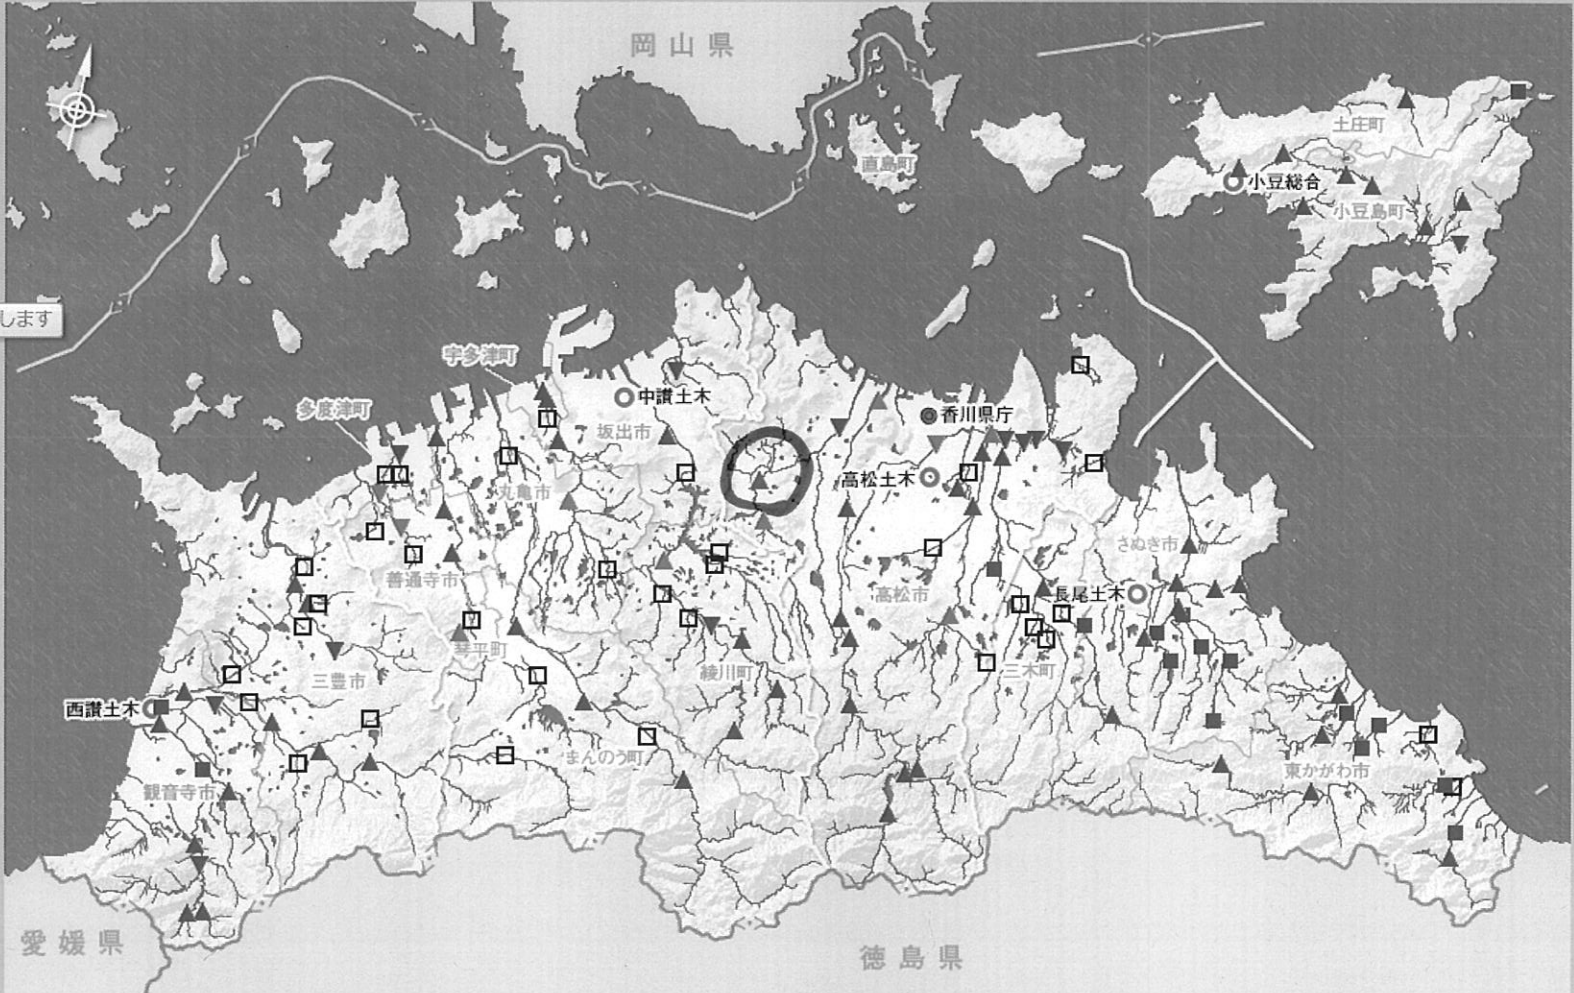 岡山県
土庄町
直島町
小豆総合
小豆島町
します
宇多津町
中讃土木
多度津町
香川県庁
坂出市
高松土木
丸亀市
さぬき市
善通寺市
長尾土木
高松市
琴平町
綾川町
三木町
三豊市
西讃土木
まんのう町
東かがわ市
観音寺市
愛媛県
徳島県